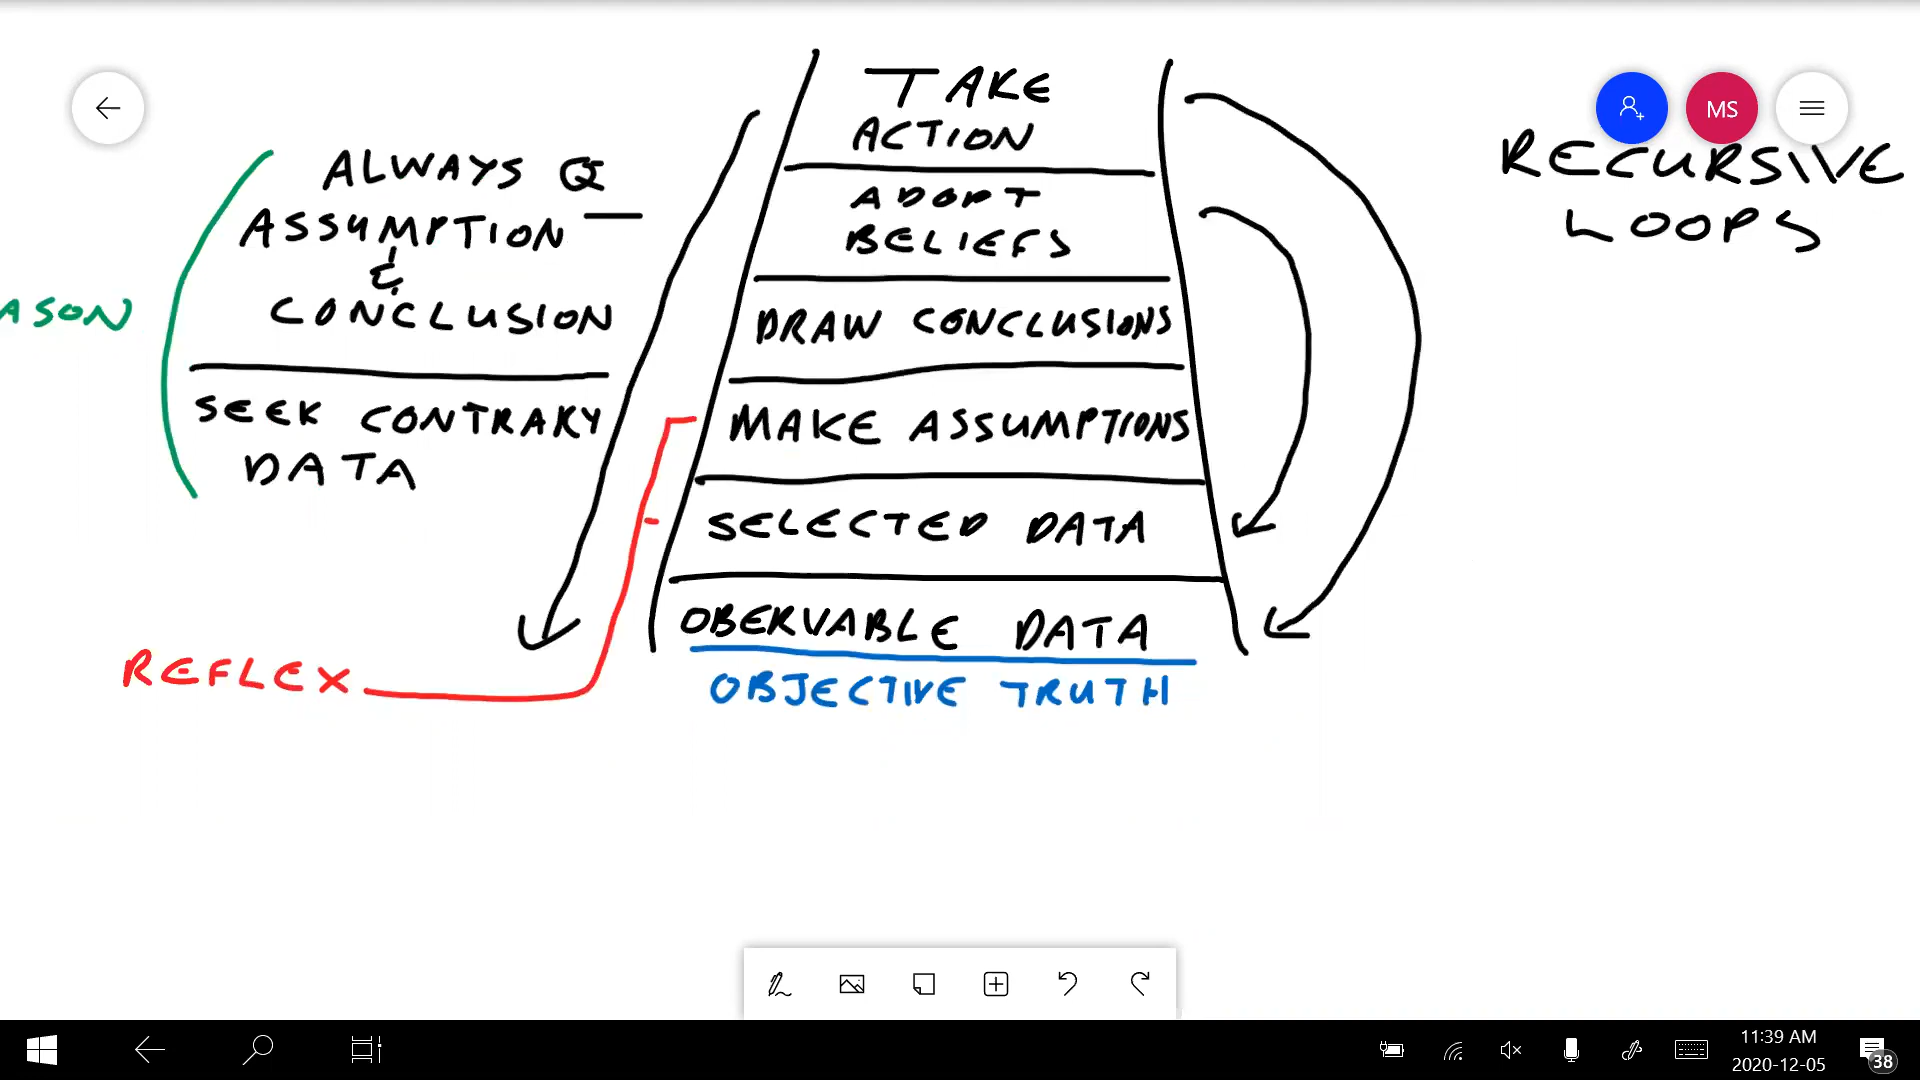 TAKE
ACTION
ADOPT
BELIEFS
DRAW CONCLUSIONS
MAKE ASSUMPTIONS
SELECTED DATA
OBERVABLE DATA
OBJECTIVE TRUTH
ALWAYS Q
ASSUMPTION
&
CONCLUSION
SEEK CONTRARY
DATA
ASON
REFLEX
RECURSIVE
LOOPS
MS
11:39 AM
2020-12-05
38